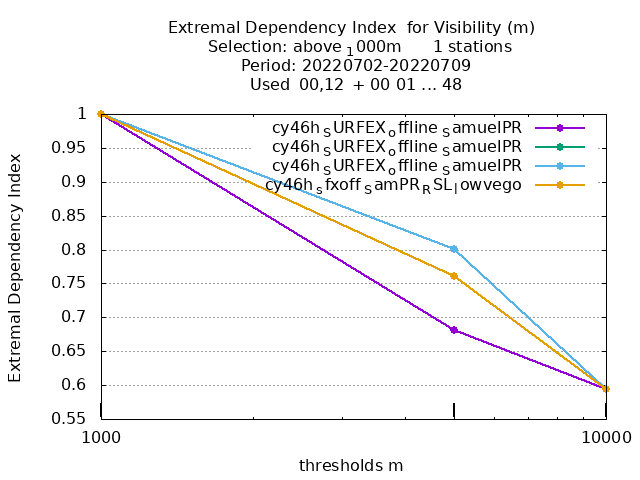 Extremal Dependency Index  for Visibility (m)
Selection: above 1000m      1 stations
Period: 20220702-20220709
Used  00,12  + 00 01 ... 48
cy46h SURFEX offline SamuelPR
cy46h SURFEX offline SamuelPR
cy46h SURFEX offline SamuelPR
cy46h sfxoff SamPR RSL lowvego
1
0.95
0.9
0.85
0.8
0.75
0.7
0.65
0.6
0.55
Extremal Dependency Index
1000
10000
thresholds m